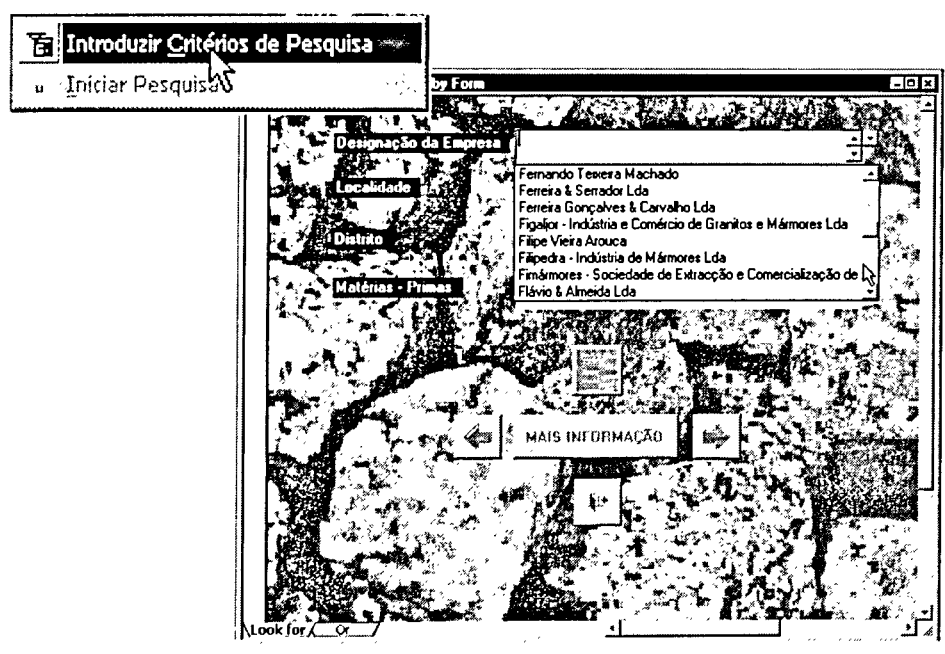 Introduzir Critérios de Pesquisa
Iniciar Pesquisa
by Form
Designação da Empresa
Fernando Teixeira Machado
Ferreira & Serrador Lda
Ferreira Gonçalves & Carvalho Lda
Figaljor - Indústria e Comércio de Granitos e Mármores Lda
Filipe Vieira Arouca
Filipedra - Indústria de Mármores Lda
Fimármores - Sociedade de Extracção e Comercialização de
Flávio & Almeida Lda
Localidade
Distrito
Matérias - Primas
MAIS INFORMAÇÃO
Look for
Or